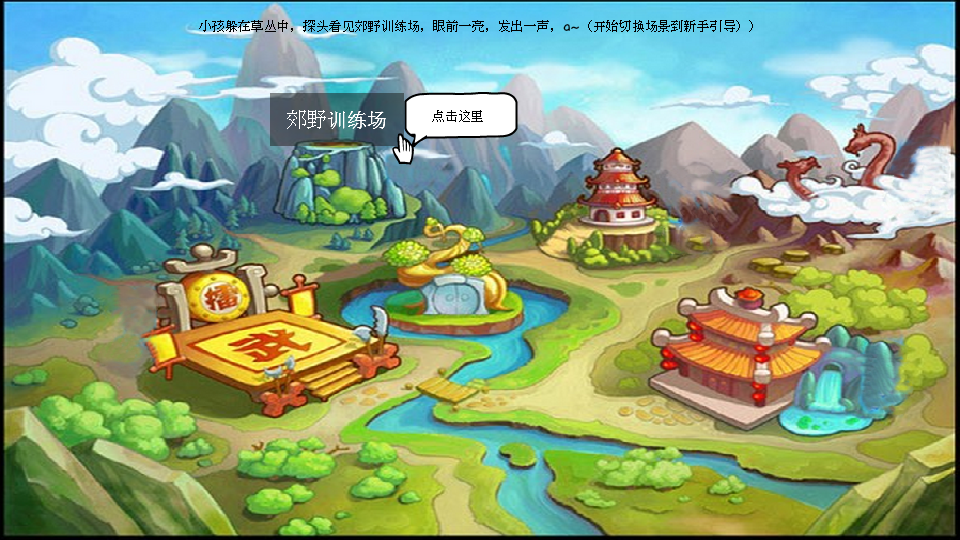 小孩躲在草丛中，探头看见郊野训练场，眼前一亮，发出一声，a~（开始切换场景到新手引导））
郊野训练场
点击这里
擂
武